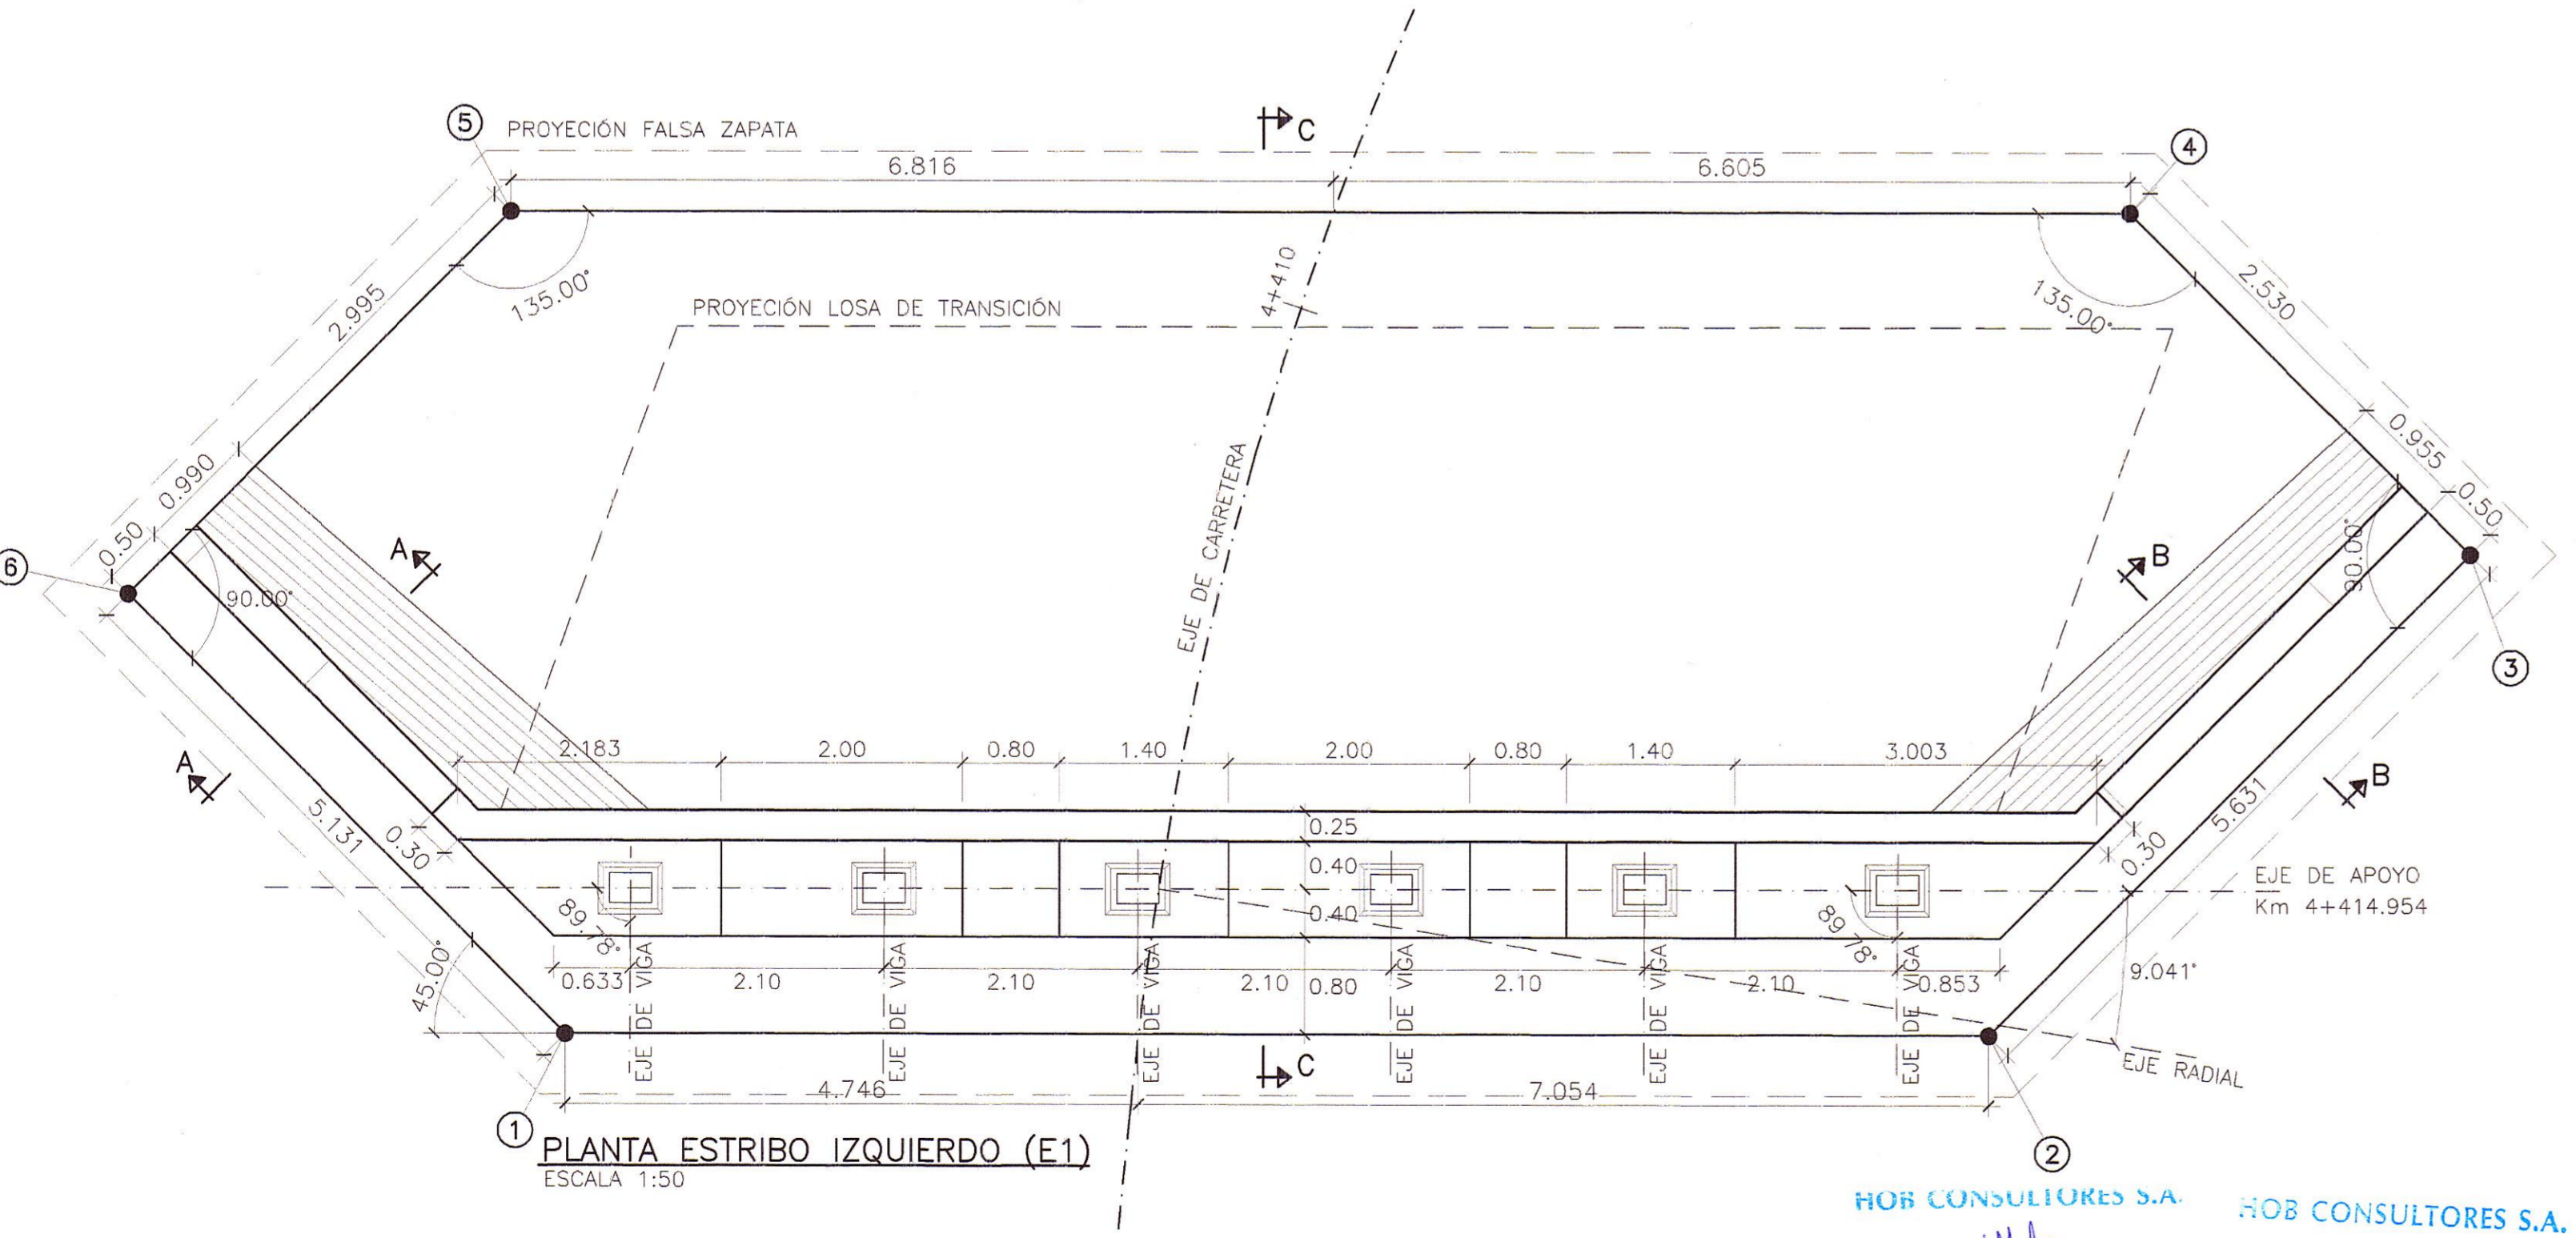 5
PROYECIÓN FALSA ZAPATA
C
4
6.816
6.605
135.00°
135.00°
2.995
2.530
4+410
PROYECIÓN LOSA DE TRANSICIÓN
0.990
0.955
0.50
0.50
EJE DE CARRETERA
A
B
6
90.00°
90.00°
3
2.183
2.00
0.80
1.40
2.00
0.80
1.40
3.003
A
B
5.131
5.631
0.30
0.25
0.30
0.40
EJE DE APOYO
Km 4+414.954
0.40
89.78°
89.78°
45.00°
0.633
2.10
2.10
2.10
0.80
2.10
2.10
0.853
9.041°
EJE DE VIGA
EJE DE VIGA
EJE DE VIGA
EJE DE VIGA
EJE DE VIGA
EJE DE VIGA
C
EJE RADIAL
4.746
7.054
1
2
PLANTA ESTRIBO IZQUIERDO (E1)
ESCALA 1:50
HOB CONSULTORES S.A.
HOB CONSULTORES S.A.